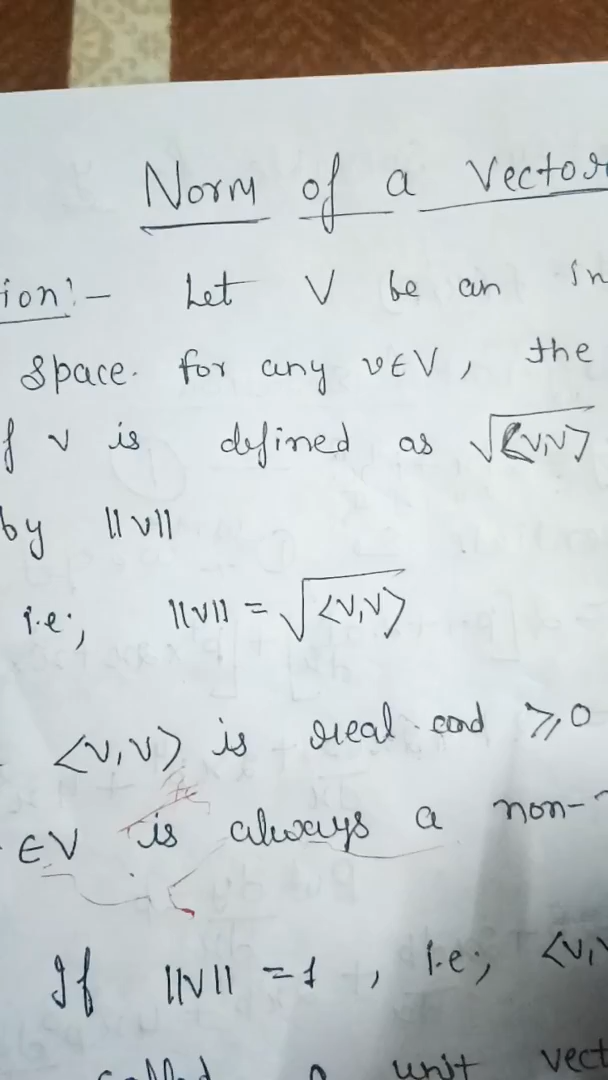 Norm of a Vector
ion:- Let V be an in
space. for any v∈V, the
f v is defined as √<v,v>
by ||v||
i.e;, ||v|| = √<v,v>
<v,v> is real and ≥0
∈V is always a non-
If ||v|| = 1, i.e;, <v,v
called a unit vect